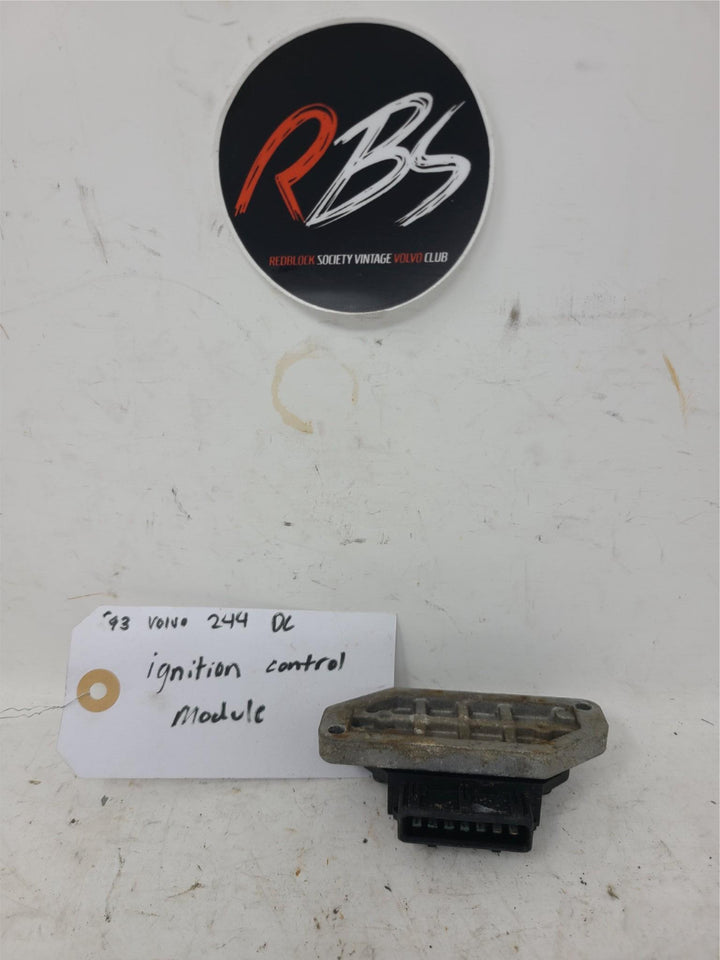 RBS
REDBLOCK SOCIETY VINTAGE VOLVO CLUB
'93 Volvo 244 DL
ignition control
Module